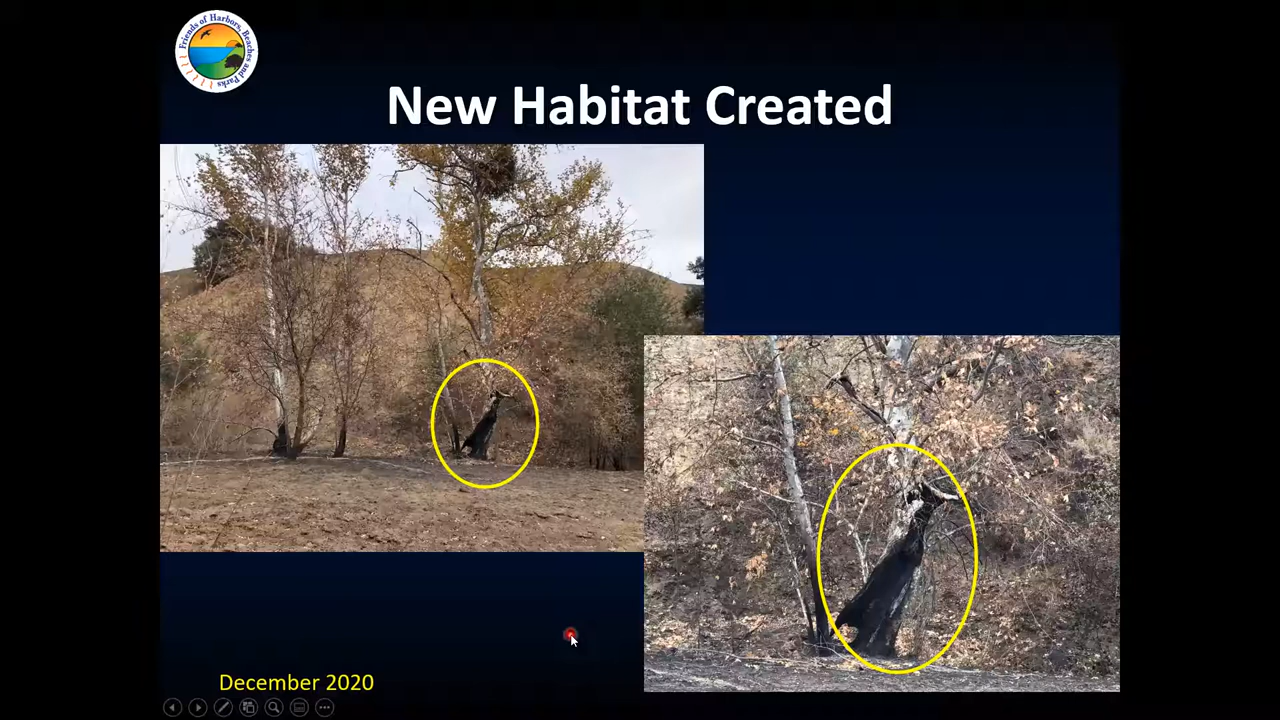 Friends of Harbors, Beaches and Parks
New Habitat Created
December 2020